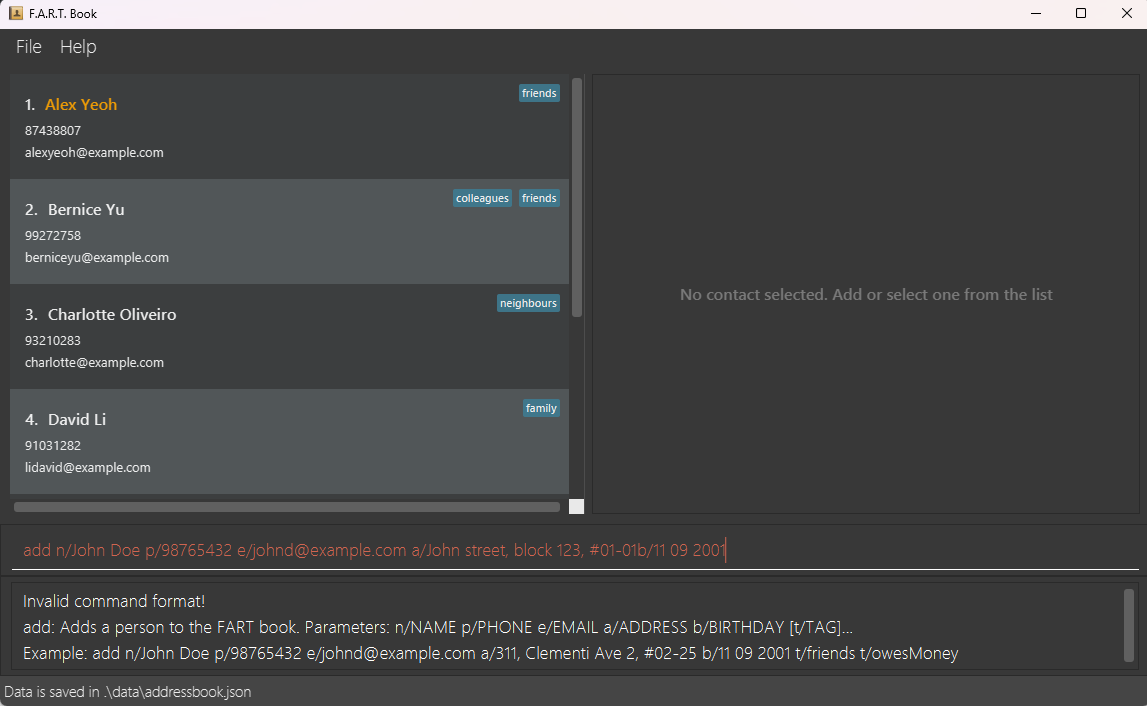 F.A.R.T. Book
File Help
1. Alex Yeoh friends
87438807
alexyeoh@example.com
2. Bernice Yu colleagues friends
99272758
berniceyu@example.com
3. Charlotte Oliveiro neighbours
93210283
charlotte@example.com
4. David Li family
91031282
lidavid@example.com
No contact selected. Add or select one from the list
add n/John Doe p/98765432 e/johnd@example.com a/John street, block 123, #01-01b/11 09 2001
Invalid command format!
add: Adds a person to the FART book. Parameters: n/NAME p/PHONE e/EMAIL a/ADDRESS b/BIRTHDAY [t/TAG]...
Example: add n/John Doe p/98765432 e/johnd@example.com a/311, Clementi Ave 2, #02-25 b/11 09 2001 t/friends t/owesMoney
Data is saved in .\data\addressbook.json